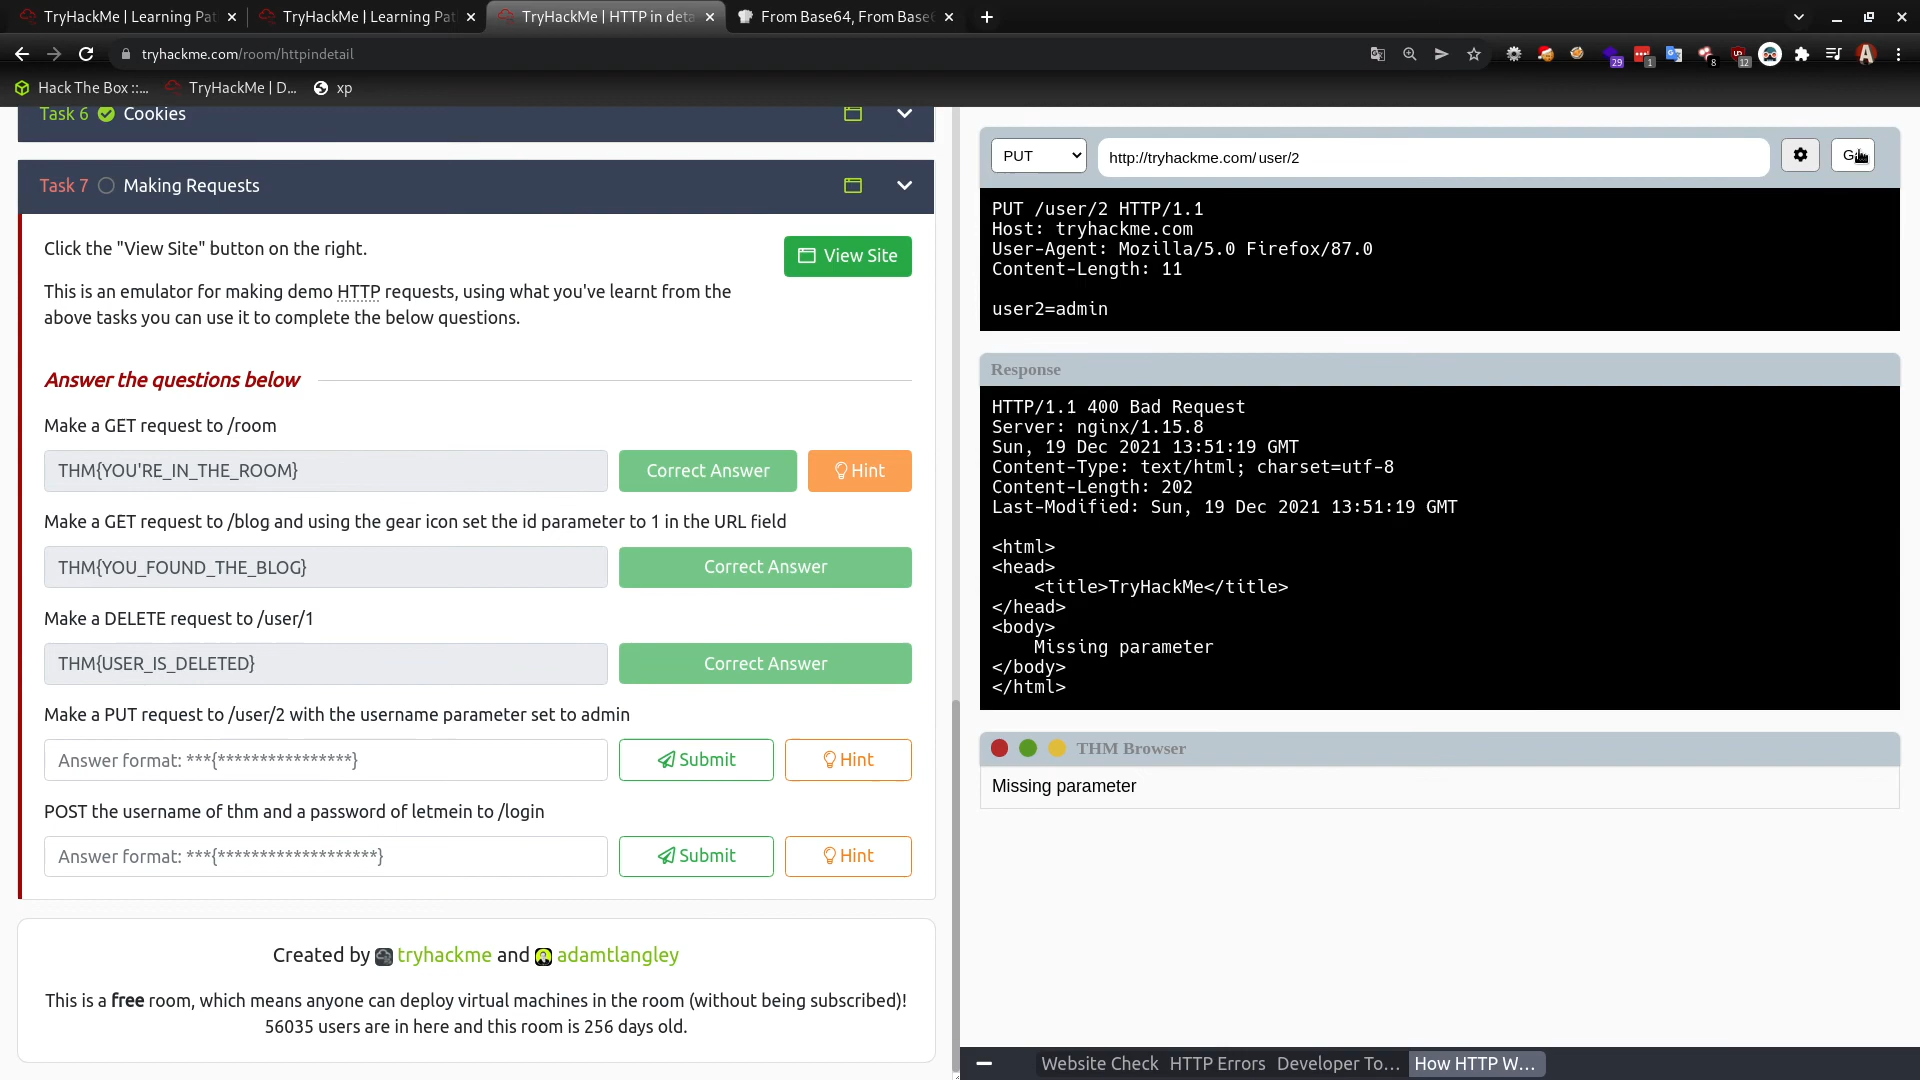 TryHackMe | Learning Pat
TryHackMe | Learning Pat
TryHackMe | HTTP in deta
From Base64, From Base6
tryhackme.com/room/httpindetail
29
1
8
12
Hack The Box ::...
TryHackMe | D...
xp
Task 6 Cookies
Task 7 Making Requests
Click the "View Site" button on the right.
View Site
This is an emulator for making demo HTTP requests, using what you've learnt from the
above tasks you can use it to complete the below questions.
Answer the questions below
Make a GET request to /room
THM{YOU'RE_IN_THE_ROOM}
Correct Answer
Hint
Make a GET request to /blog and using the gear icon set the id parameter to 1 in the URL field
THM{YOU_FOUND_THE_BLOG}
Correct Answer
Make a DELETE request to /user/1
THM{USER_IS_DELETED}
Correct Answer
Make a PUT request to /user/2 with the username parameter set to admin
Answer format: ***{****************}
Submit
Hint
POST the username of thm and a password of letmein to /login
Answer format: ***{*******************}
Submit
Hint
Created by tryhackme and adamtlangley
This is a free room, which means anyone can deploy virtual machines in the room (without being subscribed)!
56035 users are in here and this room is 256 days old.
PUT
http://tryhackme.com/user/2
PUT /user/2 HTTP/1.1
Host: tryhackme.com
User-Agent: Mozilla/5.0 Firefox/87.0
Content-Length: 11
user2=admin
Response
HTTP/1.1 400 Bad Request
Server: nginx/1.15.8
Sun, 19 Dec 2021 13:51:19 GMT
Content-Type: text/html; charset=utf-8
Content-Length: 202
Last-Modified: Sun, 19 Dec 2021 13:51:19 GMT
<html>
<head>
<title>TryHackMe</title>
</head>
<body>
Missing parameter
</body>
</html>
THM Browser
Missing parameter
Website Check
HTTP Errors
Developer To...
How HTTP W...